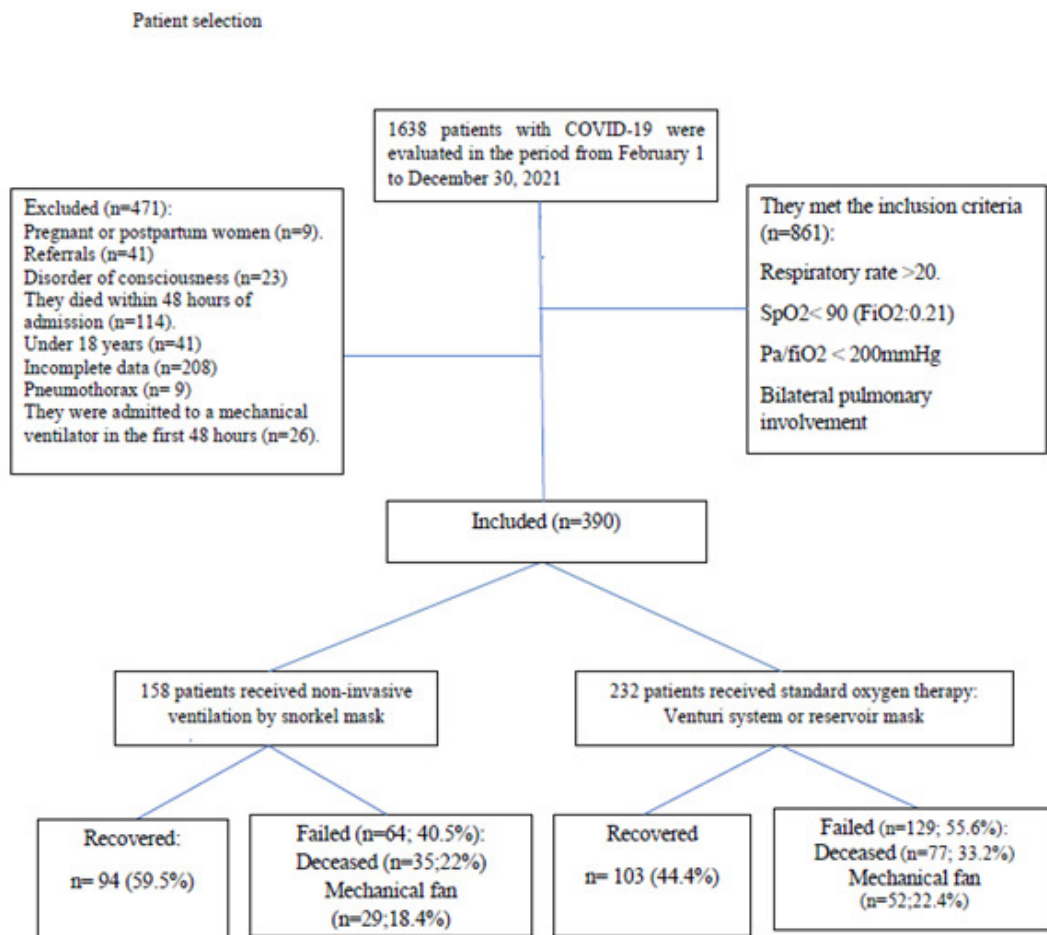 Patient selection
1638 patients with COVID-19 were
evaluated in the period from February 1
to December 30, 2021
Excluded (n=471):
Pregnant or postpartum women (n=9).
Referrals (n=41)
Disorder of consciousness (n=23)
They died within 48 hours of
admission (n=114).
Under 18 years (n=41)
Incomplete data (n=208)
Pneumothorax (n= 9)
They were admitted to a mechanical
ventilator in the first 48 hours (n=26).
They met the inclusion criteria
(n=861):
Respiratory rate >20.
SpO2< 90 (FiO2:0.21)
Pa/fiO2 < 200mmHg
Bilateral pulmonary
involvement
Included (n=390)
158 patients received non-invasive
ventilation by snorkel mask
232 patients received standard oxygen therapy:
Venturi system or reservoir mask
Recovered:
n= 94 (59.5%)
Failed (n=64; 40.5%):
Deceased (n=35;22%)
Mechanical fan
(n=29;18.4%)
Recovered
n= 103 (44.4%)
Failed (n=129; 55.6%):
Deceased (n=77; 33.2%)
Mechanical fan
(n=52;22.4%)